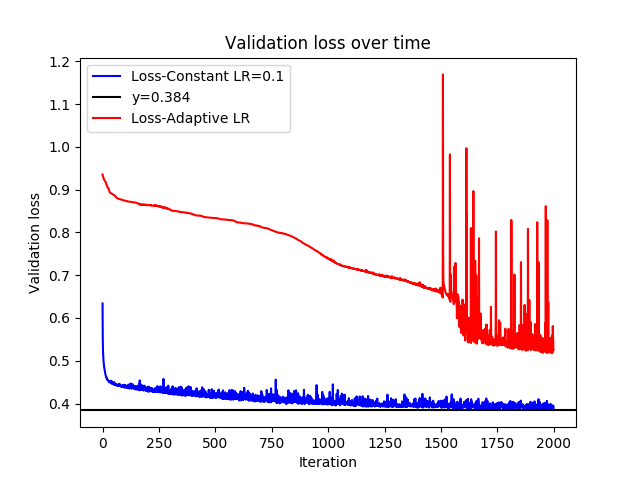 Validation loss over time
Loss-Constant LR=0.1
y=0.384
Loss-Adaptive LR
Validation loss
1.2
1.1
1.0
0.9
0.8
0.7
0.6
0.5
0.4
0 250 500 750 1000 1250 1500 1750 2000
Iteration